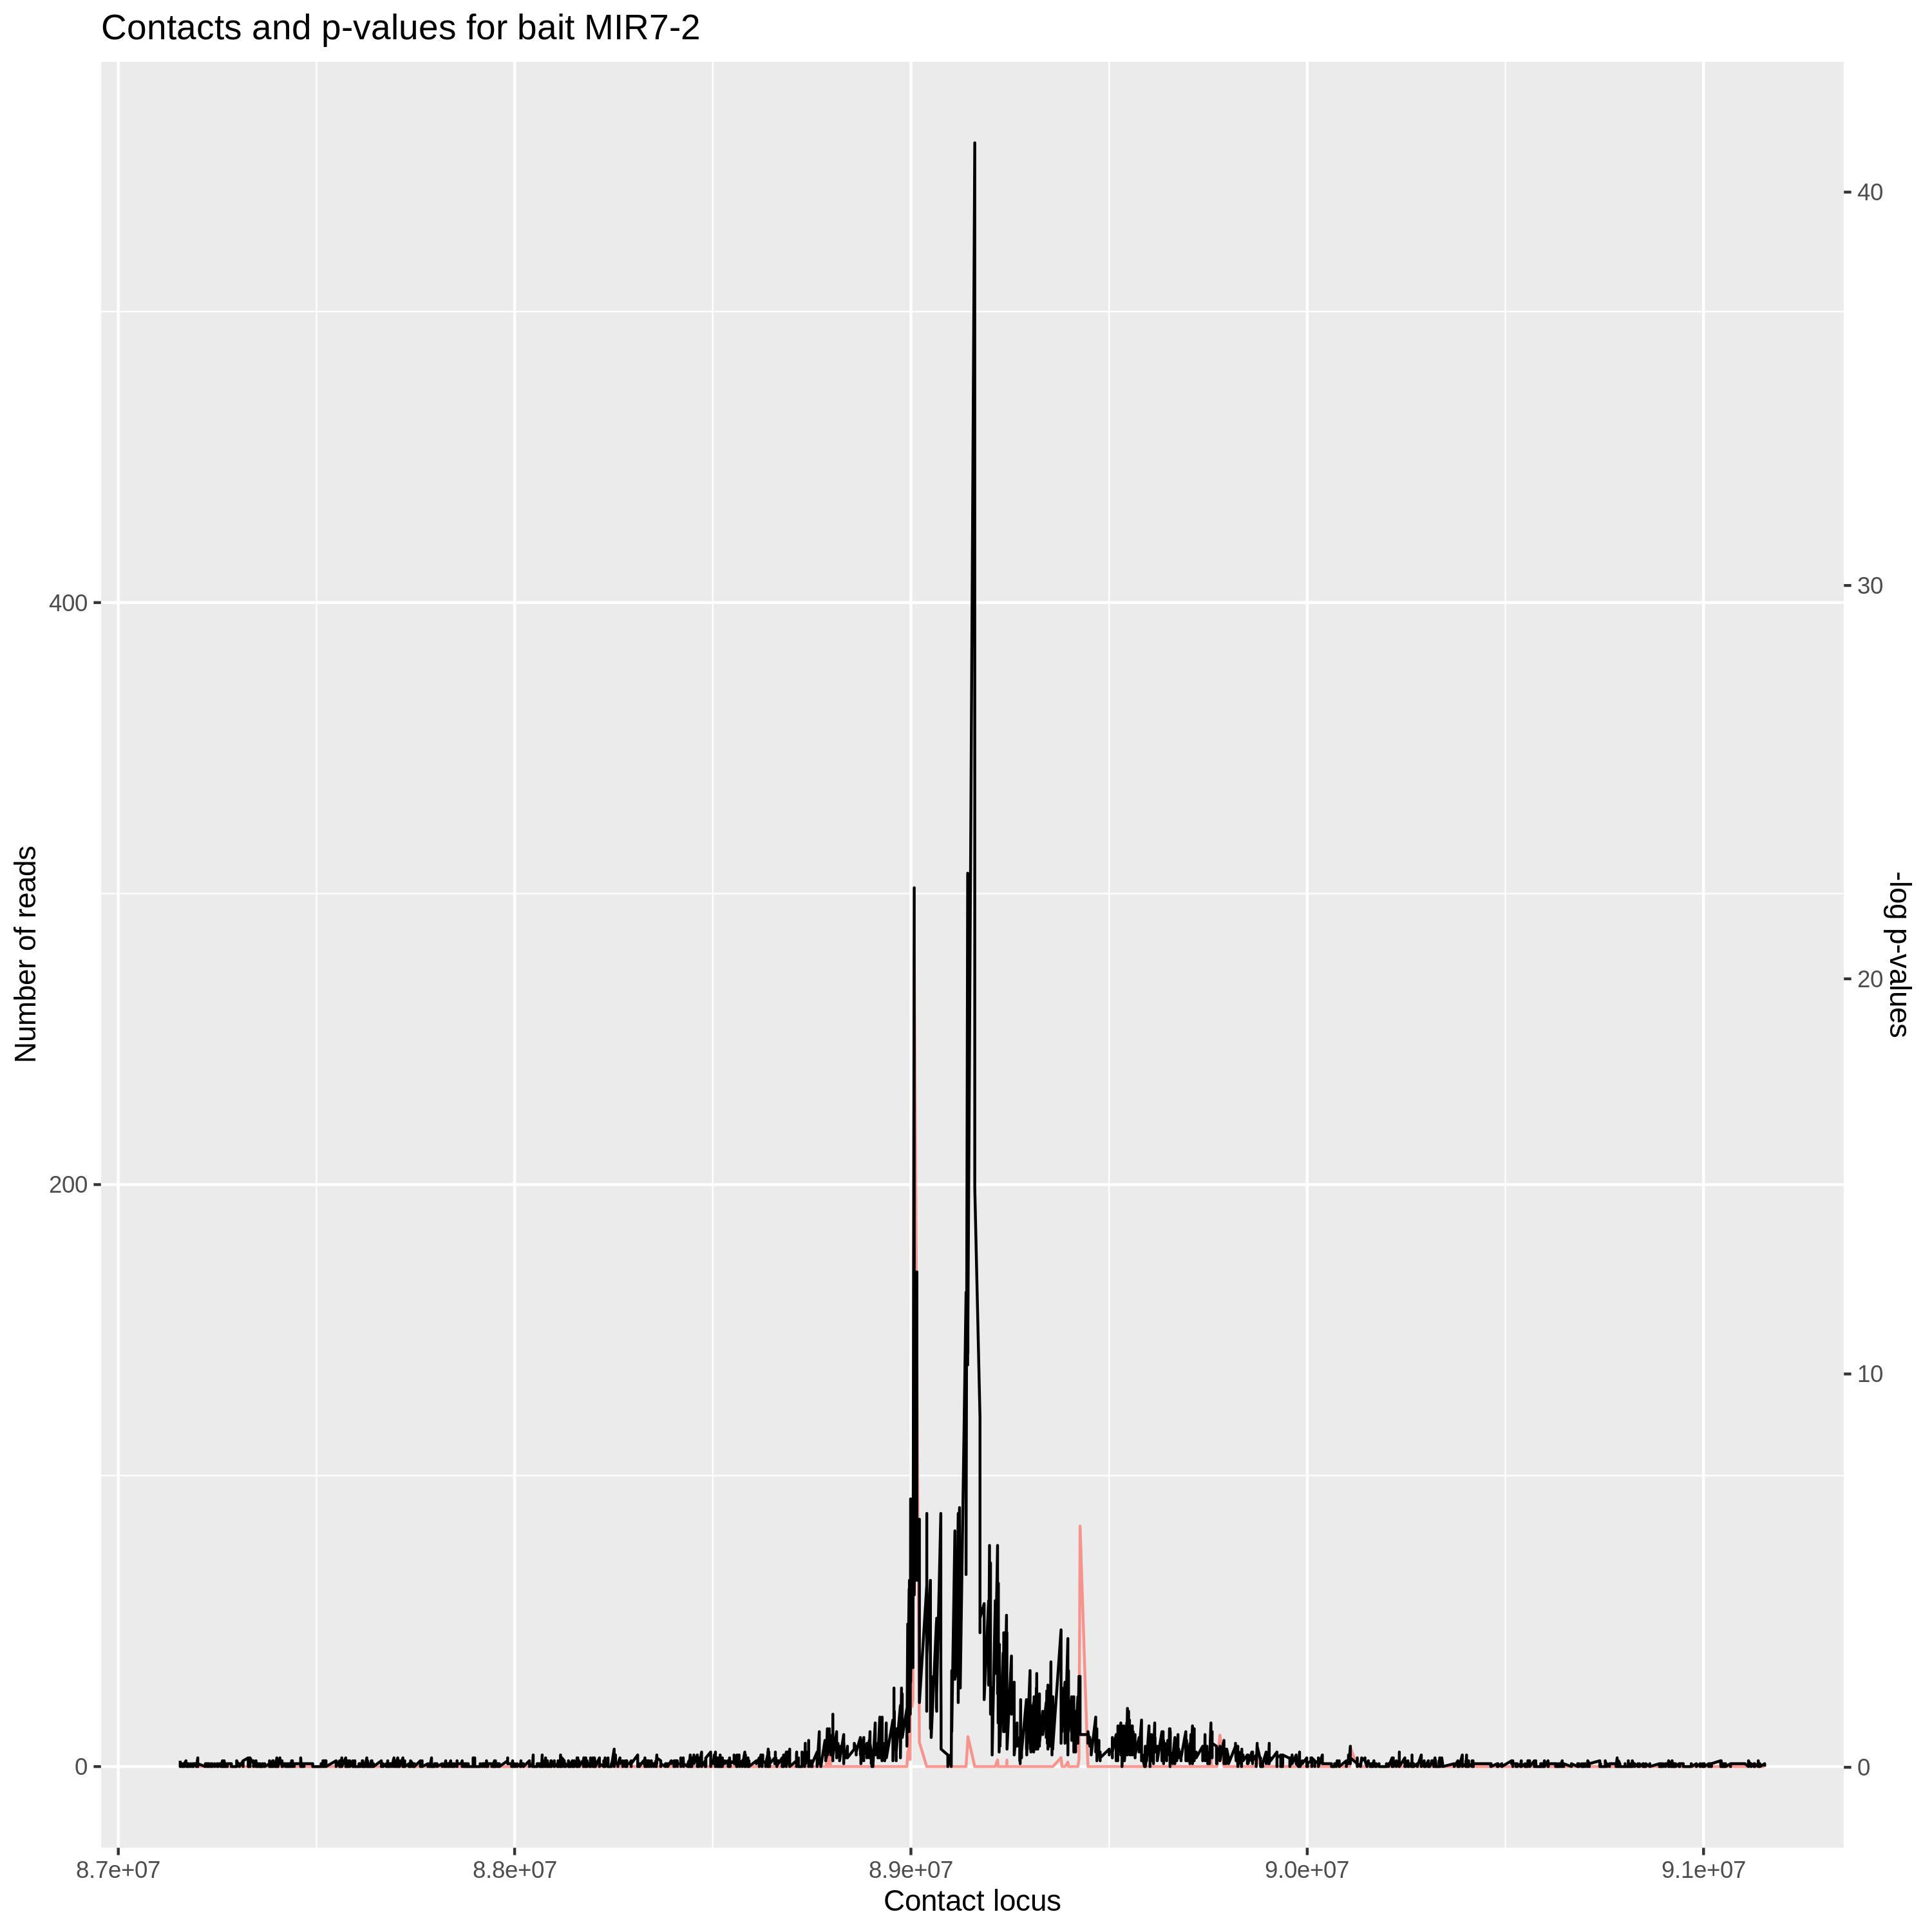 Contacts and p-values for bait MIR7-2
40
400
30
Number of reads
-log p-values
20
200
10
0
0
8.7e+07
8.8e+07
8.9e+07
9.0e+07
9.1e+07
Contact locus